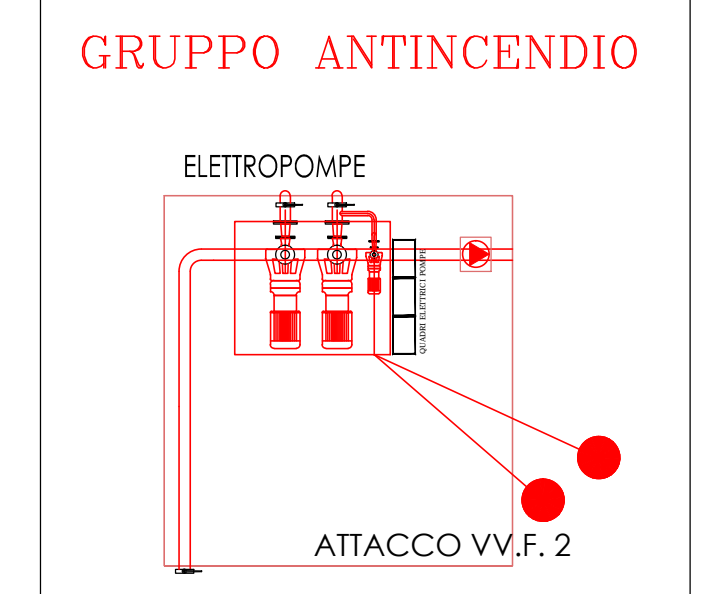 GRUPPO ANTINCENDIO
ELETTROPOMPE
QUADRI ELETTRICI POMPE
ATTACCO VV.F. 2